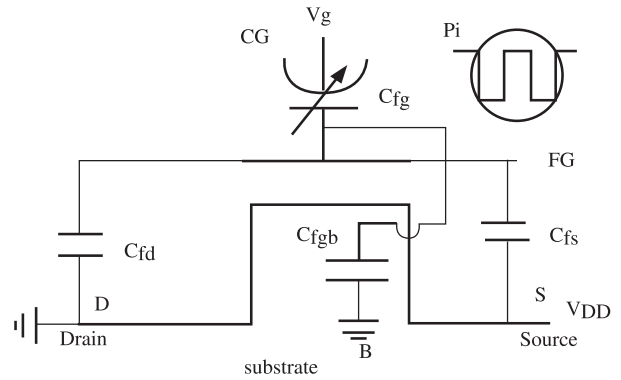 Vg
CG
Pi
Cfg
FG
Cfgb
Cfd
Cfs
D
S
VDD
Drain
Source
B
substrate